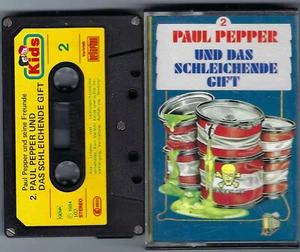 Kids
2
Paul Pepper und seine Freunde
2. PAUL PEPPER UND
DAS SCHLEICHENDE GIFT
STEREO
2
PAUL PEPPER
UND DAS
SCHLEICHENDE
GIFT